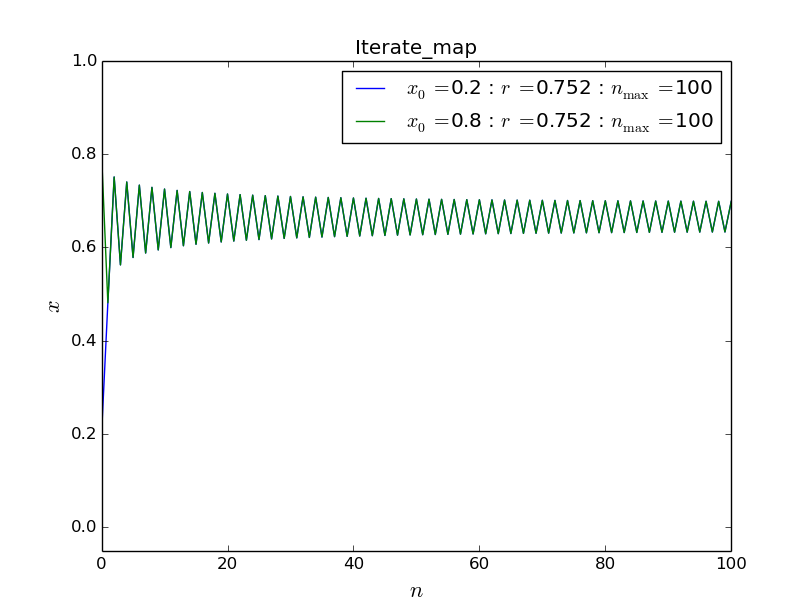 Iterate_map
x₀ =0.2 : r =0.752 : nₘₐₓ =100
x₀ =0.8 : r =0.752 : nₘₐₓ =100
1.0
0.8
0.6
0.4
0.2
0.0
x
0 20 40 60 80 100
n